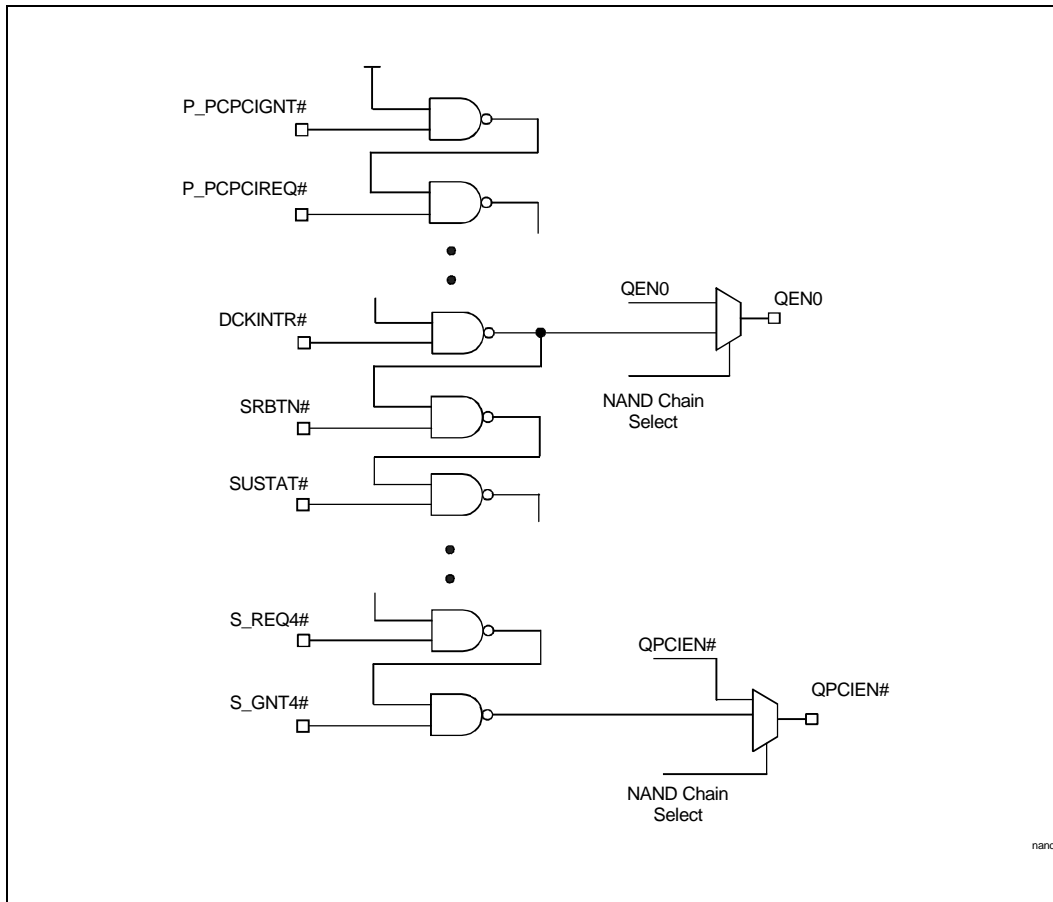 P_PCPCIGNT#
P_PCPCIREQ#
QEN0
QEN0
DCKINTR#
NAND Chain
Select
SRBTN#
SUSTAT#
S_REQ4#
QPCIEN#
QPCIEN#
S_GNT4#
NAND Chain
Select
nand